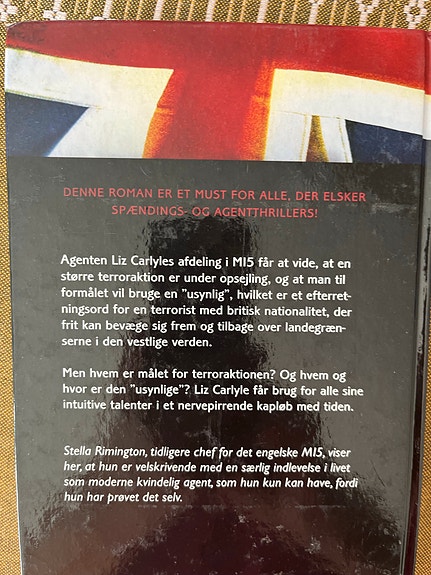 DENNE ROMAN ER ET MUST FOR ALLE, DER ELSKER
SPÆNDINGS- OG AGENTTHRILLERS!
Agenten Liz Carlyles afdeling i MI5 får at vide, at en
større terroraktion er under opsejling, og at man til
formålet vil bruge en ”usynlig”, hvilket er et efterret-
ningsord for en terrorist med britisk nationalitet, der
frit kan bevæge sig frem og tilbage over landegræn-
serne i den vestlige verden.
Men hvem er målet for terroraktionen? Og hvem og
hvor er den ”usynlige”? Liz Carlyle får brug for alle sine
intuitive talenter i et nervepirrende kapløb med tiden.
Stella Rimington, tidligere chef for det engelske MI5, viser
her, at hun er velskrivende med en særlig indlevelse i livet
som moderne kvindelig agent, som hun kun kan have, fordi
hun har prøvet det selv.